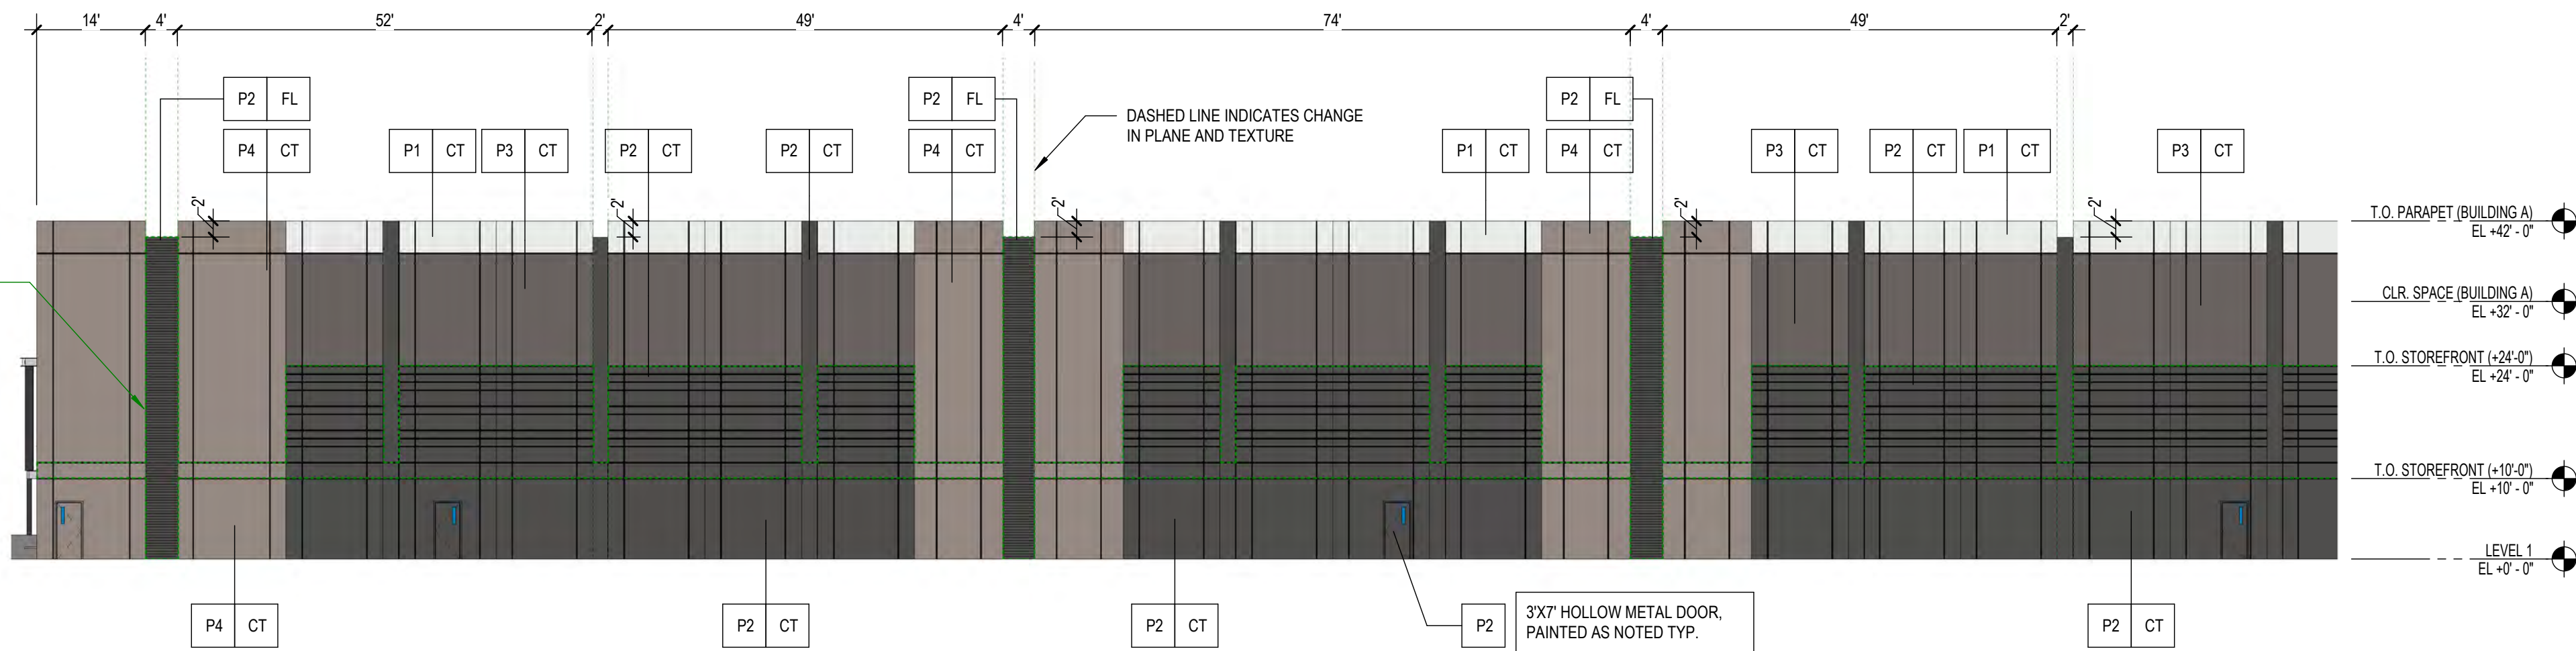 14' 4' 52' 2' 49' 4' 74' 4' 49' 2'
P2 FL
P2 FL
P2 FL
DASHED LINE INDICATES CHANGE
IN PLANE AND TEXTURE
P4 CT
P1 CT
P3 CT
P2 CT
P2 CT
P4 CT
P1 CT
P4 CT
P3 CT
P2 CT
P1 CT
P3 CT
2'
2'
2'
2'
2'
T.O. PARAPET (BUILDING A)
EL +42' - 0"
CLR. SPACE (BUILDING A)
EL +32' - 0"
T.O. STOREFRONT (+24'-0")
EL +24' - 0"
T.O. STOREFRONT (+10'-0")
EL +10' - 0"
LEVEL 1
EL +0' - 0"
P4 CT
P2 CT
P2 CT
P2
3'X7' HOLLOW METAL DOOR,
PAINTED AS NOTED TYP.
P2 CT